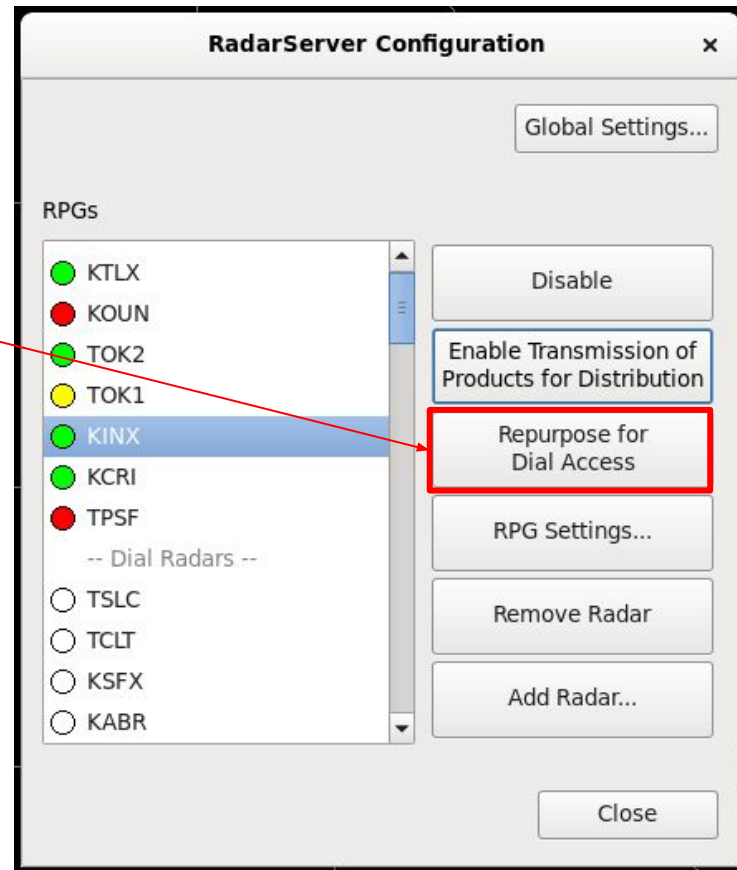 RadarServer Configuration ×
Global Settings...
RPGs
KTLX
KOUN
TOK2
TOK1
KINX
KCRI
TPSF
-- Dial Radars --
TSLC
TCLT
KSFX
KABR
Disable
Enable Transmission of
Products for Distribution
Repurpose for
Dial Access
RPG Settings...
Remove Radar
Add Radar...
Close